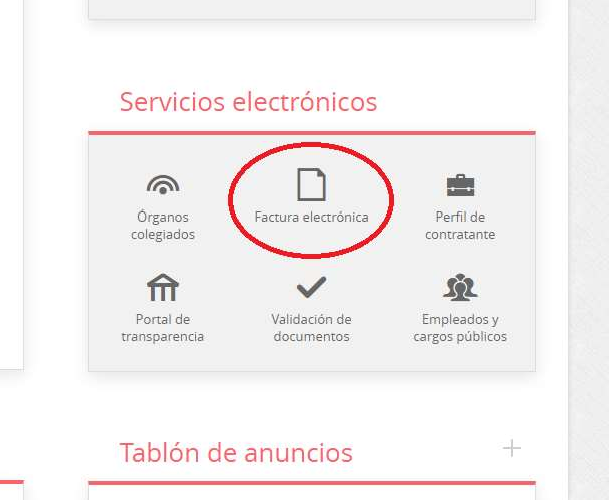 Servicios electrónicos
Órganos
colegiados
Factura electrónica
Perfil de
contratante
Portal de
transparencia
Validación de
documentos
Empleados y
cargos públicos
Tablón de anuncios